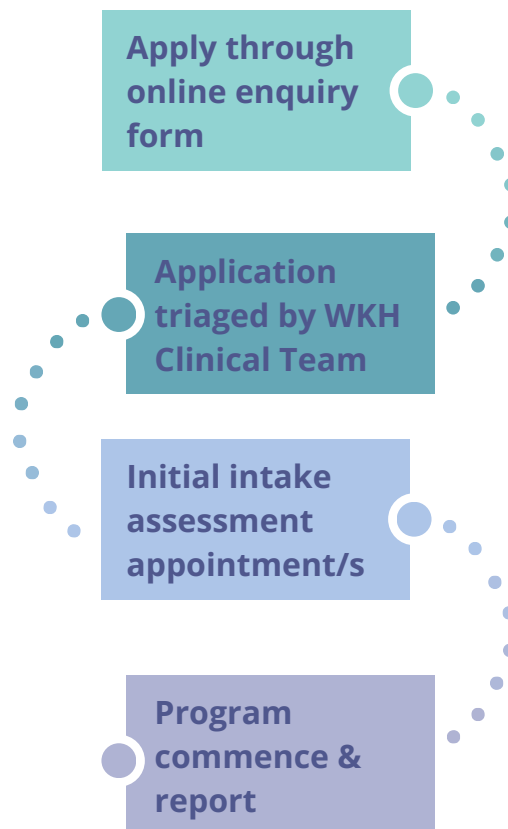 Apply through
online enquiry
form
Application
triaged by WKH
Clinical Team
Initial intake
assessment
appointment/s
Program
commence &
report